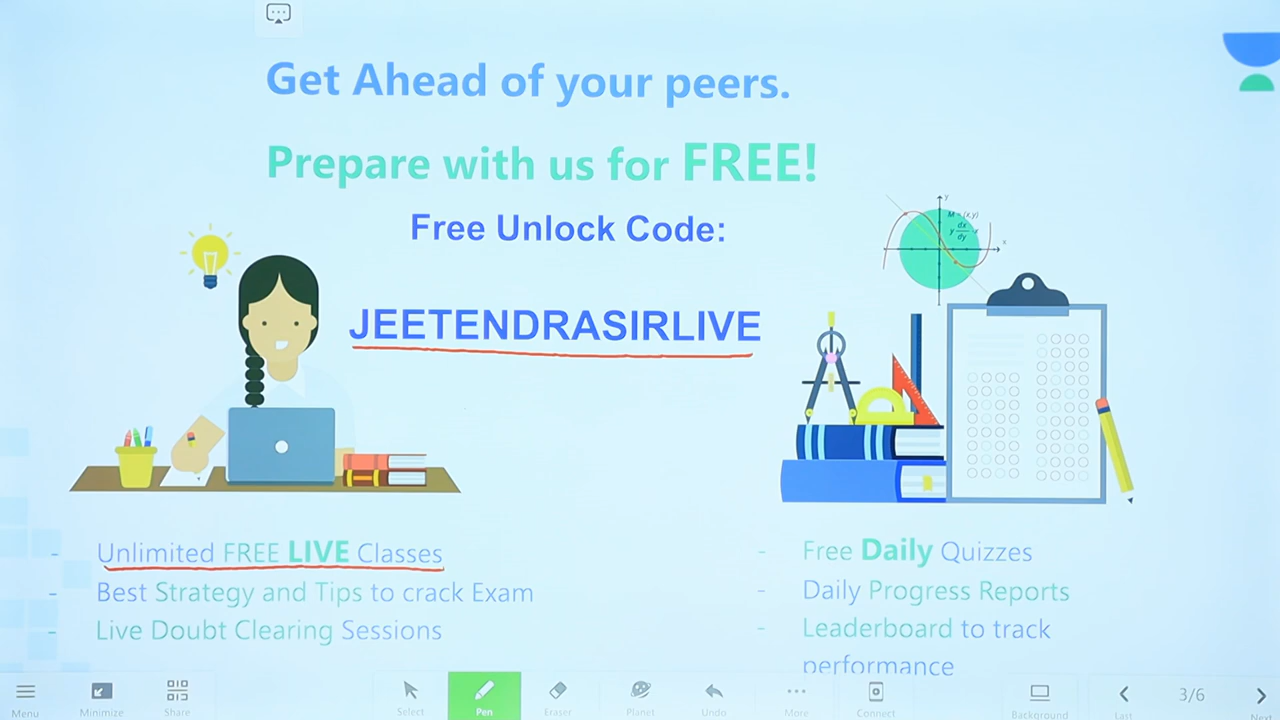 Get Ahead of your peers.
Prepare with us for FREE!
Free Unlock Code:
JEETENDRASIRLIVE
y
M = (x,y)
y dx/dy · x
x
- Unlimited FREE LIVE Classes
- Best Strategy and Tips to crack Exam
- Live Doubt Clearing Sessions
- Free Daily Quizzes
- Daily Progress Reports
- Leaderboard to track
performance
Menu Minimize Share Select Pen Eraser Planet Undo More Connect Background Last 3/6 Next